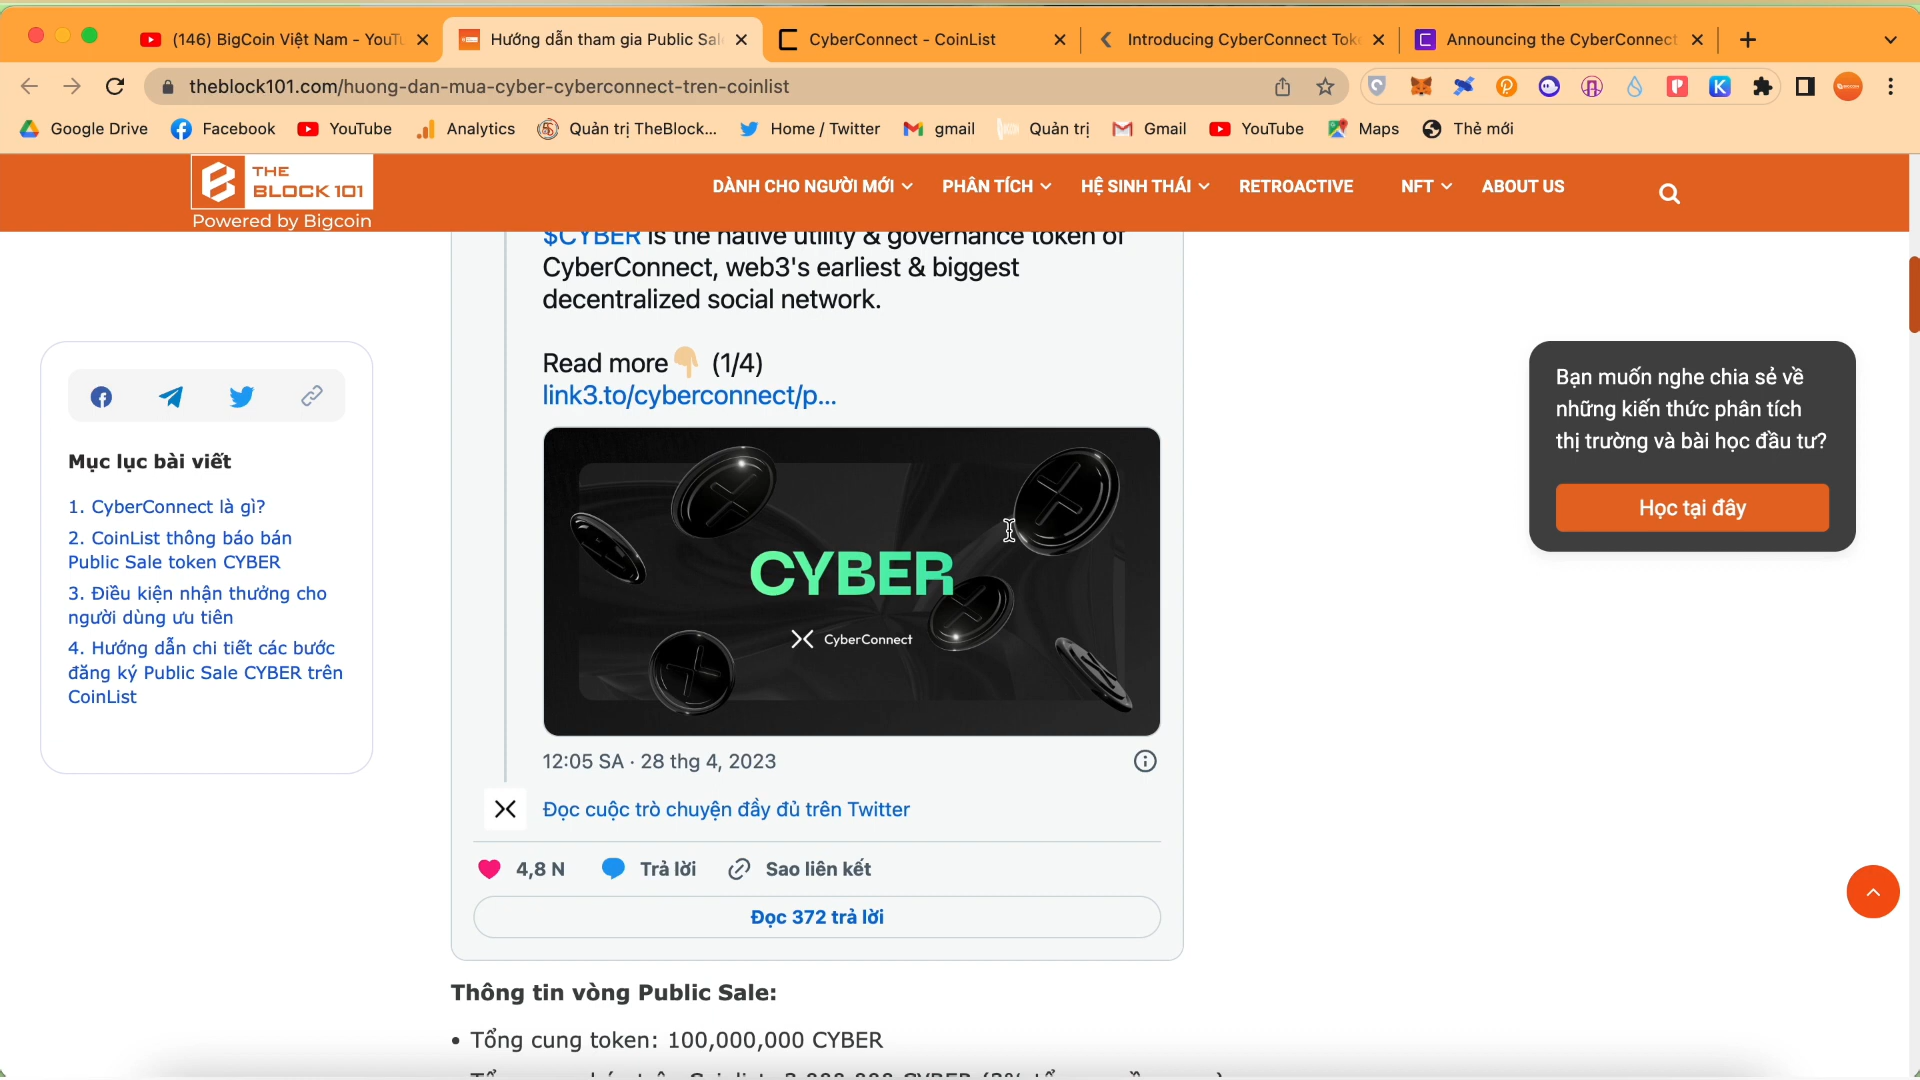 (146) BigCoin Việt Nam - YouTu
Hướng dẫn tham gia Public Sal
CyberConnect - CoinList
Introducing CyberConnect Tok
Announcing the CyberConnect
theblock101.com/huong-dan-mua-cyber-cyberconnect-tren-coinlist
Google Drive
Facebook
YouTube
Analytics
Quản trị TheBlock...
Home / Twitter
gmail
Quản trị
Gmail
YouTube
Maps
Thẻ mới
THE
BLOCK 101
Powered by Bigcoin
DÀNH CHO NGƯỜI MỚI
PHÂN TÍCH
HỆ SINH THÁI
RETROACTIVE
NFT
ABOUT US
$CYBER is the native utility & governance token of
CyberConnect, web3's earliest & biggest
decentralized social network.
Read more👇🏼 (1/4)
link3.to/cyberconnect/p...
CYBER
CyberConnect
12:05 SA · 28 thg 4, 2023
Đọc cuộc trò chuyện đầy đủ trên Twitter
4,8 N
Trả lời
Sao liên kết
Đọc 372 trả lời
Mục lục bài viết
1. CyberConnect là gì?
2. CoinList thông báo bán
Public Sale token CYBER
3. Điều kiện nhận thưởng cho
người dùng ưu tiên
4. Hướng dẫn chi tiết các bước
đăng ký Public Sale CYBER trên
CoinList
Bạn muốn nghe chia sẻ về
những kiến thức phân tích
thị trường và bài học đầu tư?
Học tại đây
Thông tin vòng Public Sale:
• Tổng cung token: 100,000,000 CYBER